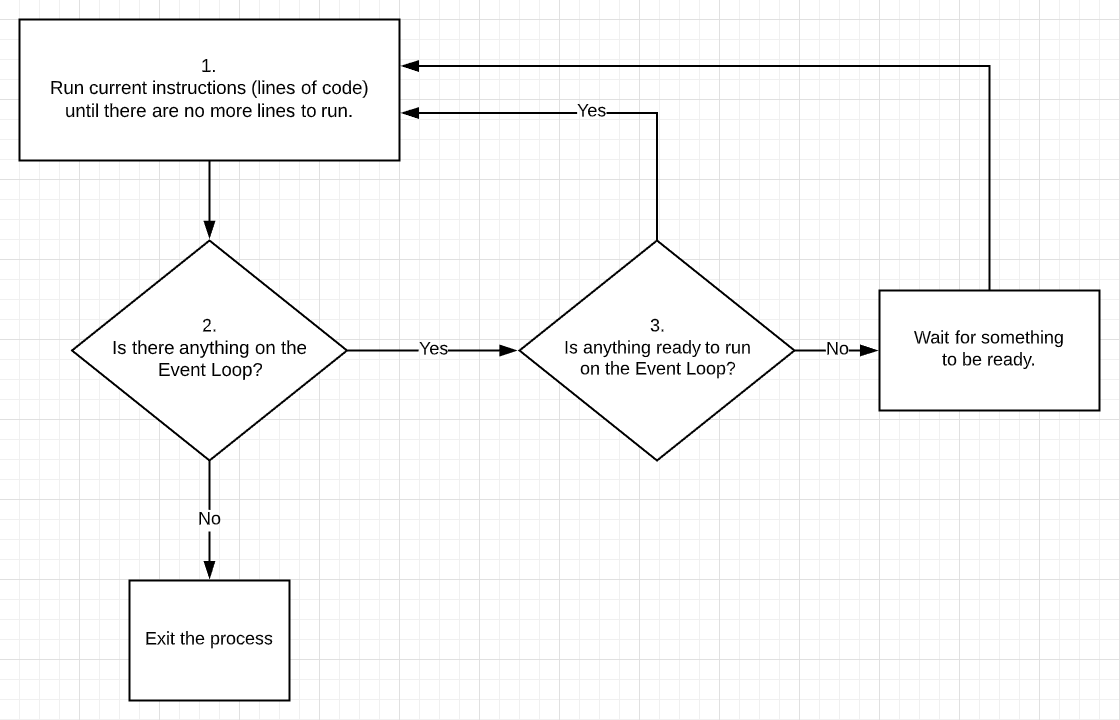 1.
Run current instructions (lines of code)
until there are no more lines to run.
Yes
2.
Is there anything on the
Event Loop?
Yes
3.
Is anything ready to run
on the Event Loop?
No
Wait for something
to be ready.
No
Exit the process